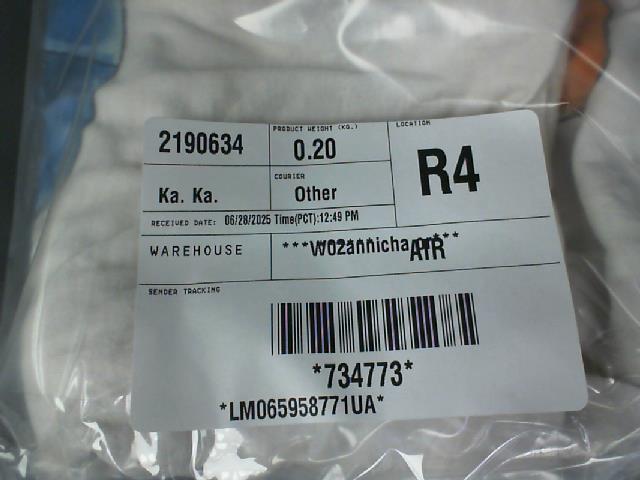 2190634
PRODUCT WEIGHT (KG.)
0.20
LOCATION
R4
Ka. Ka.
COURIER
Other
RECEIVED DATE: 06/28/2025 Time(PCT):12:49 PM
WAREHOUSE
AIR
SENDER TRACKING
*734773*
*LM065958771UA*